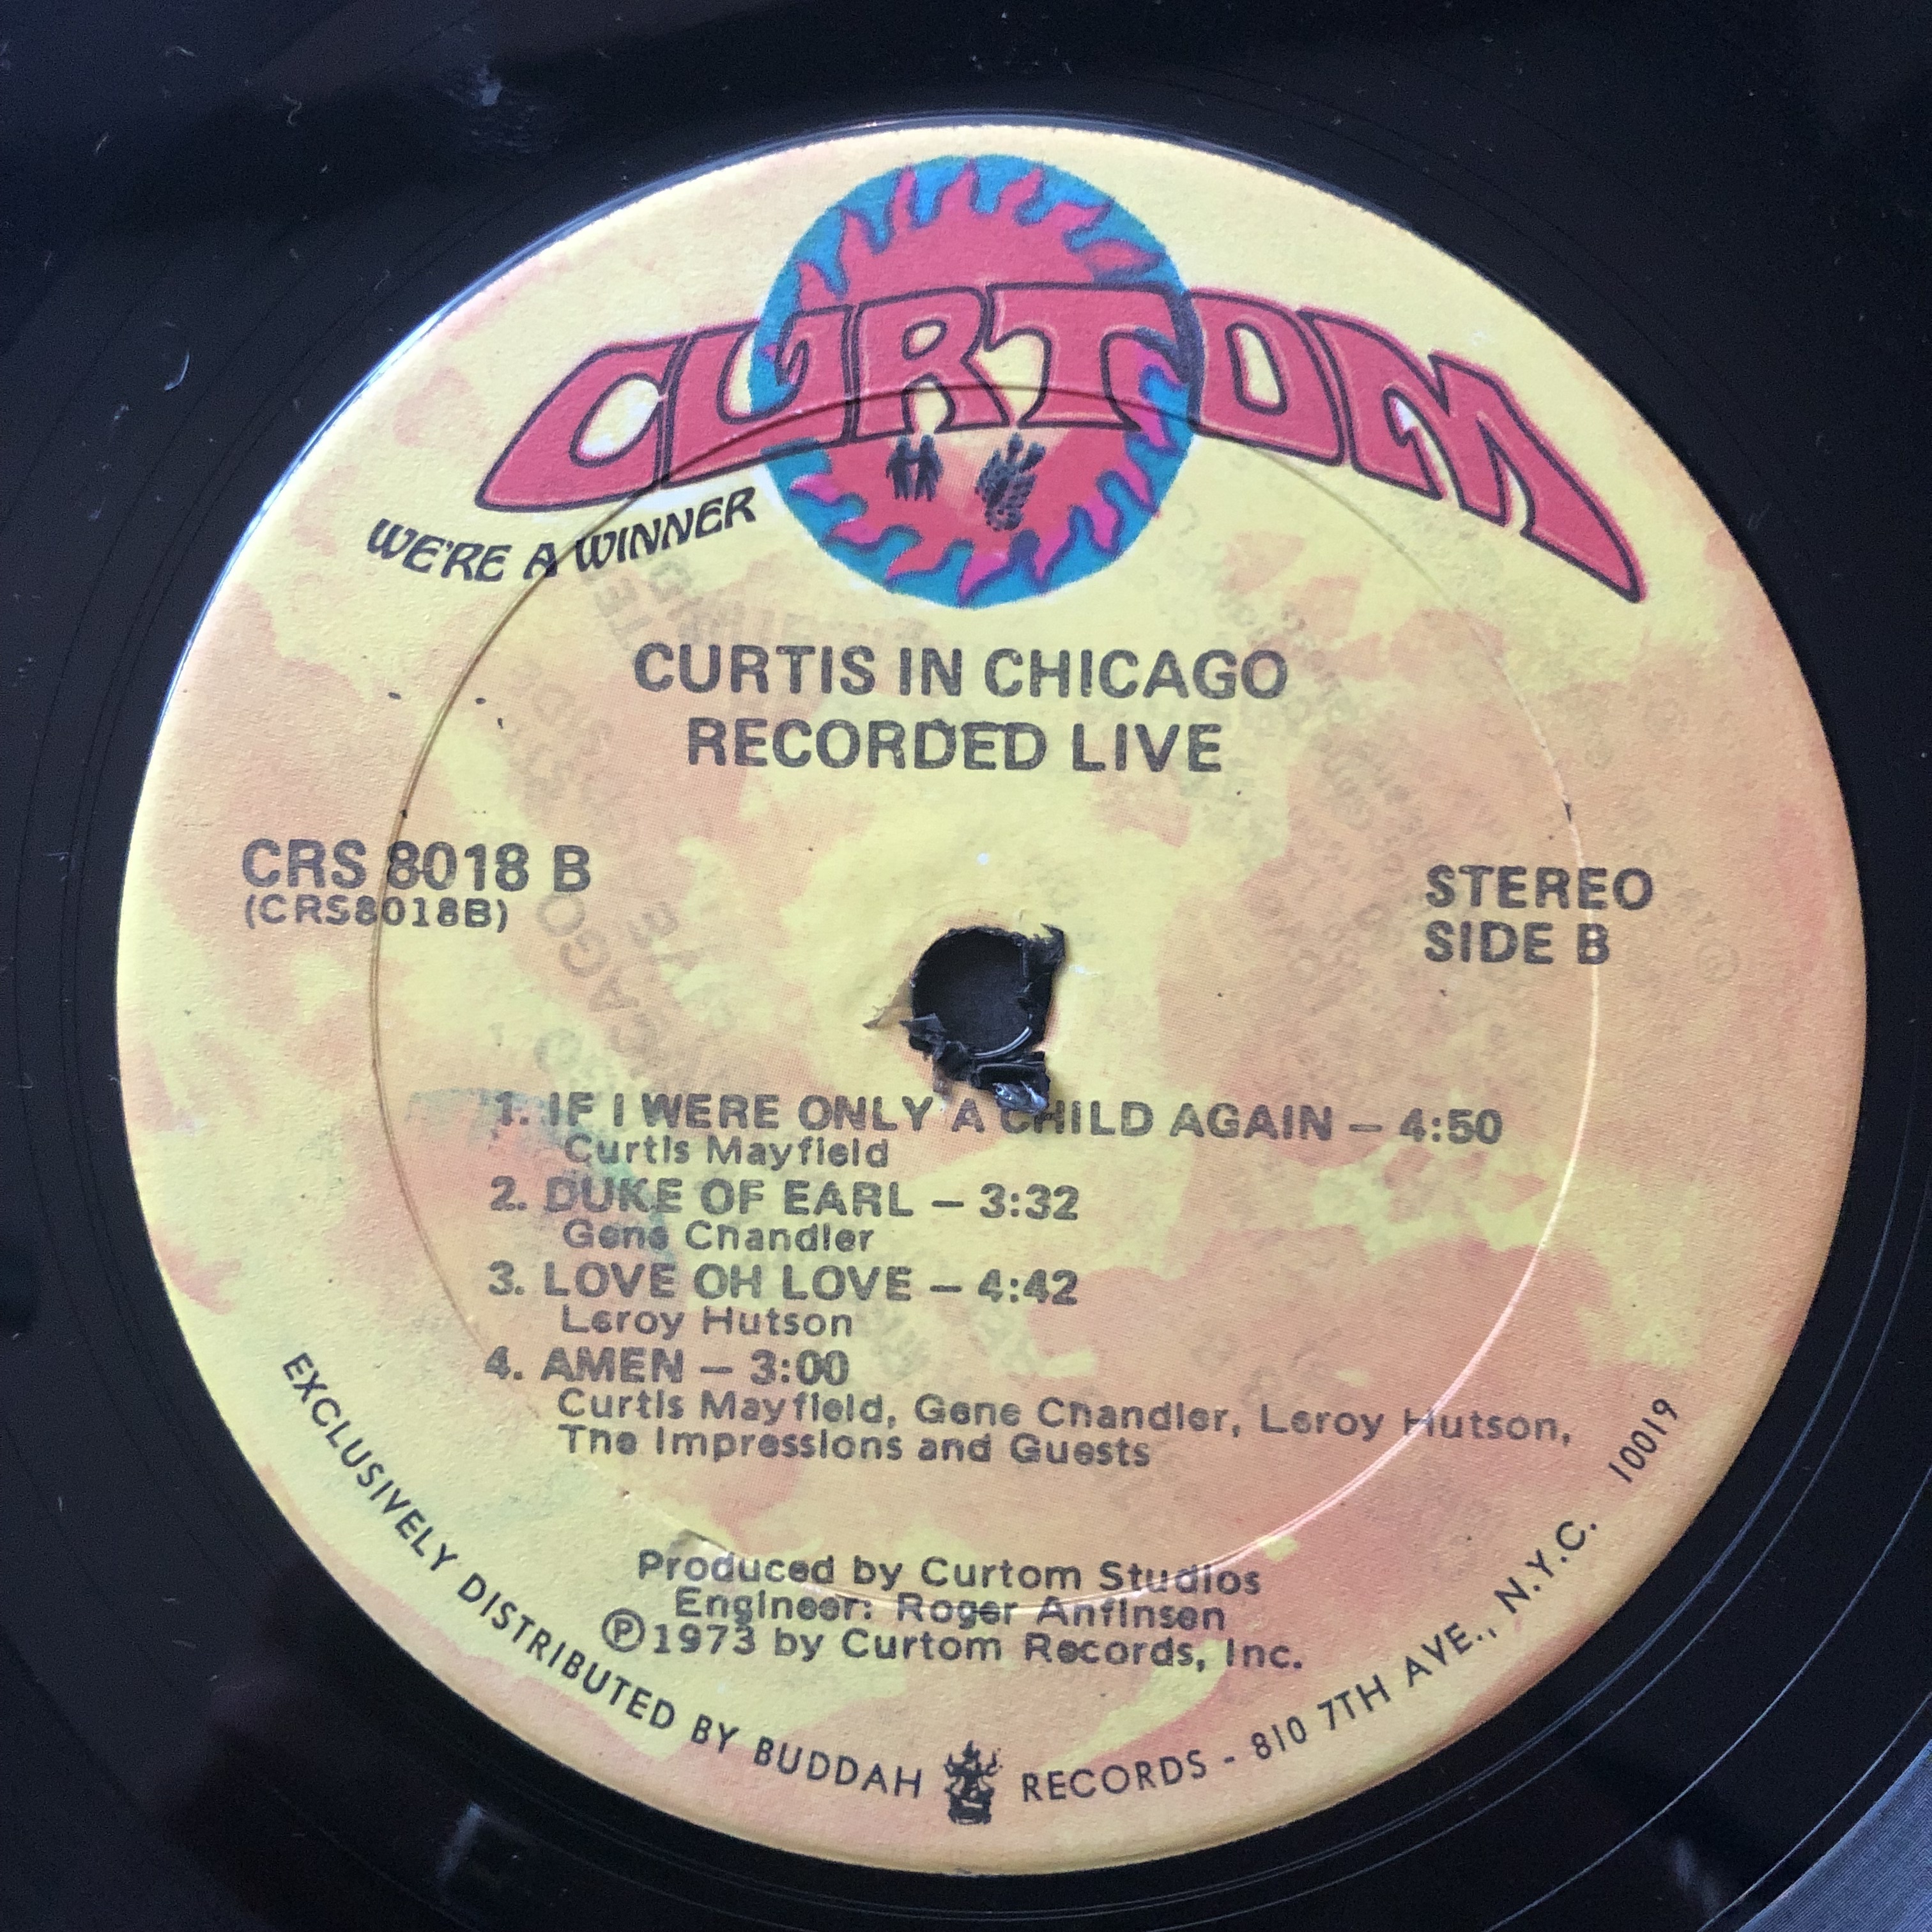 CURTOM
WE'RE A WINNER
CURTIS IN CHICAGO
RECORDED LIVE
CRS 8018 B
(CRS8018B)
STEREO
SIDE B
1. IF I WERE ONLY A CHILD AGAIN – 4:50
Curtis Mayfield
2. DUKE OF EARL – 3:32
Gene Chandler
3. LOVE OH LOVE – 4:42
Leroy Hutson
4. AMEN – 3:00
Curtis Mayfield, Gene Chandler, Leroy Hutson,
The Impressions and Guests
Produced by Curtom Studios
Engineer: Roger Anfinsen
Ⓟ1973 by Curtom Records, Inc.
EXCLUSIVELY DISTRIBUTED BY BUDDAH RECORDS - 810 7TH AVE., N.Y.C. 10019